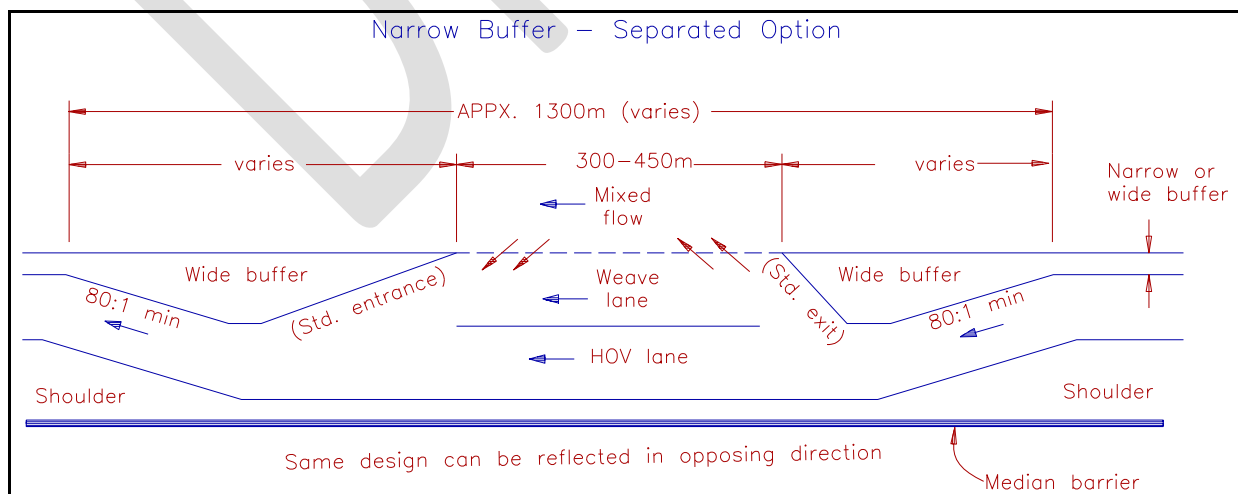 Narrow Buffer – Separated Option
APPX. 1300m (varies)
varies
300–450m
varies
Narrow or
wide buffer
Mixed
flow
Wide buffer
Weave
lane
Wide buffer
80:1 min
(Std. entrance)
(Std. exit)
80:1 min
HOV lane
Shoulder
Shoulder
Same design can be reflected in opposing direction
Median barrier